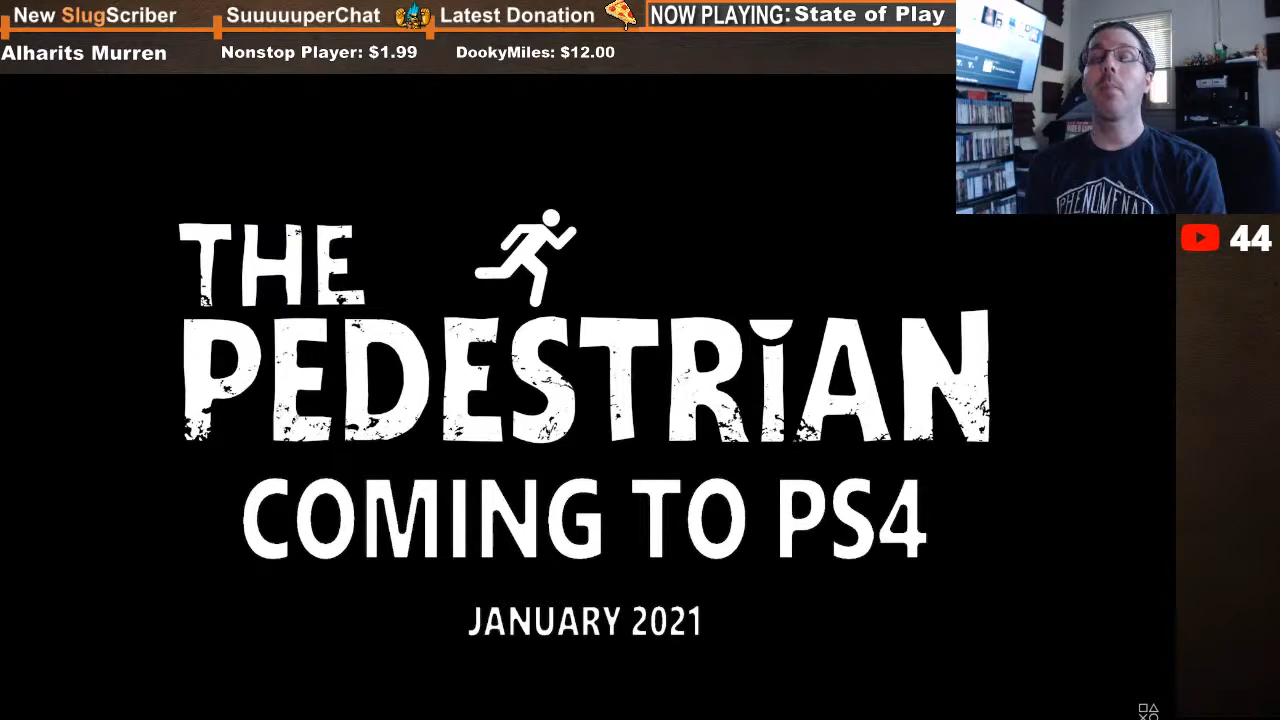 New SlugScriber
SuuuuuperChat
Latest Donation
NOW PLAYING: State of Play
Alharits Murren
Nonstop Player: $1.99
DookyMiles: $12.00
PHENOMENAL
44
THE
PEDESTRIAN
COMING TO PS4
JANUARY 2021